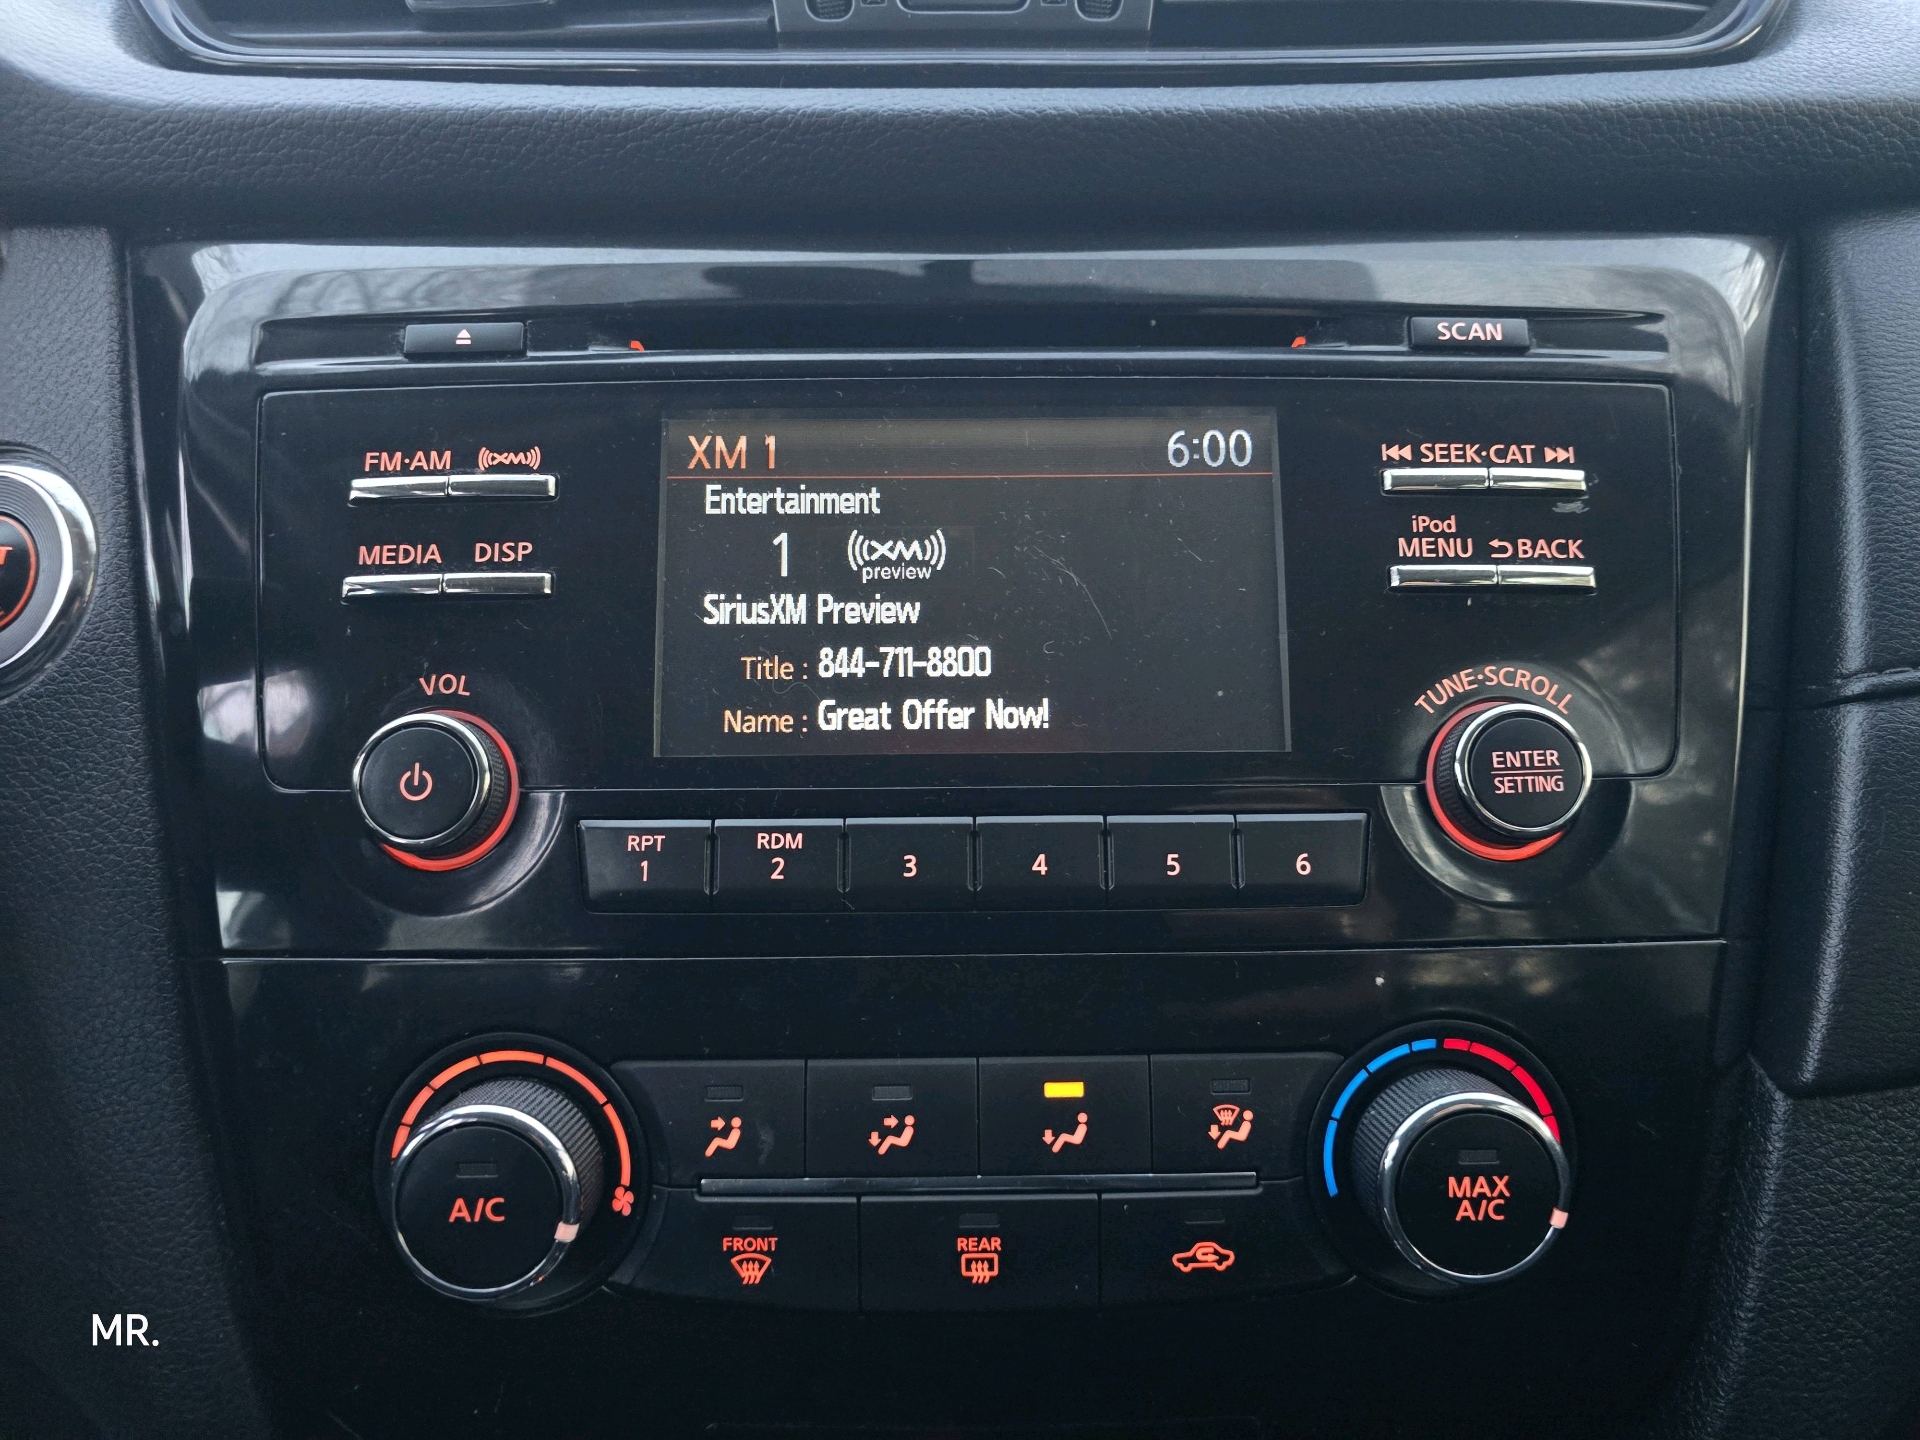 SCAN
FM·AM XM
MEDIA DISP
VOL
XM 1 6:00
Entertainment
1 XM
preview
SiriusXM Preview
Title : 844-711-8800
Name : Great Offer Now!
SEEK·CAT
iPod
MENU BACK
TUNE·SCROLL
ENTER
SETTING
RPT
1
RDM
2
3
4
5
6
A/C
MAX
A/C
FRONT
REAR
MR.